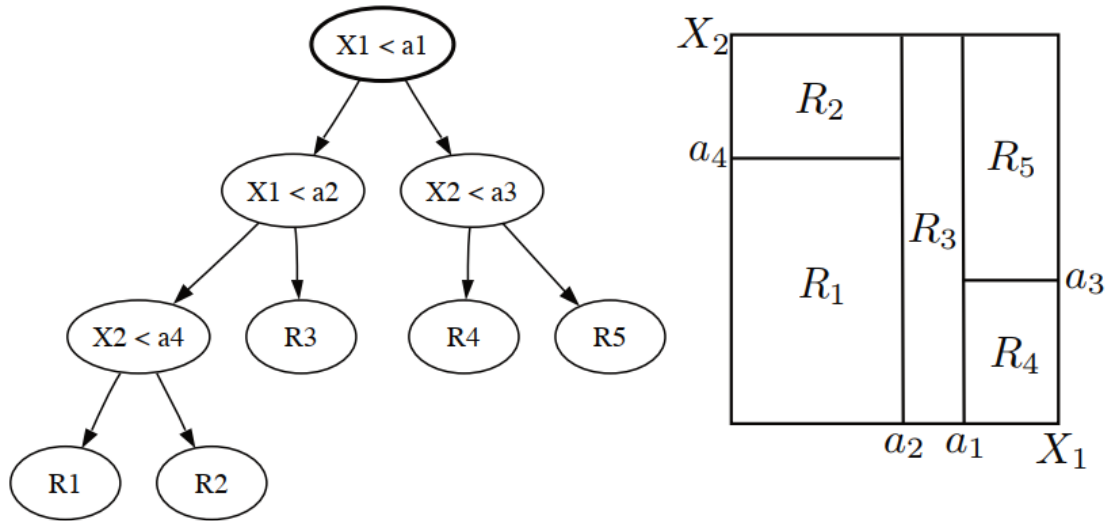 X1 < a1
X1 < a2
X2 < a3
X2 < a4
R3
R4
R5
R1
R2
X₂
R₂
a₄
R₅
R₃
R₁
a₃
R₄
a₂
a₁
X₁